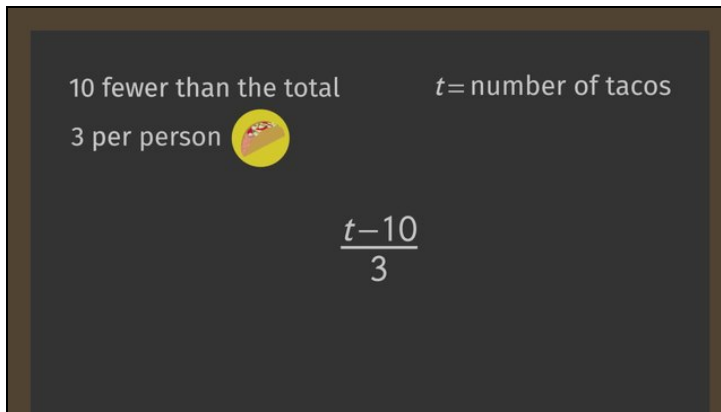 10 fewer than the total
t = number of tacos
3 per person
t–10
3